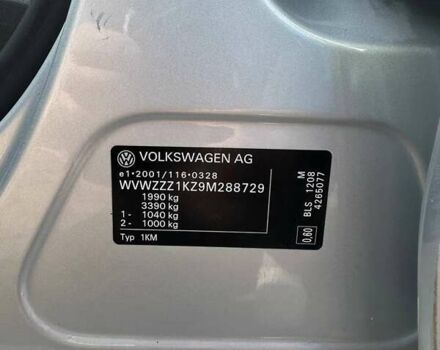 VOLKSWAGEN AG
e1*2001/116*0328
WVWZZZ1KZ9M288729
1990 kg
3390 kg
1- 1040 kg
2- 1000 kg
Typ 1KM
0,60
BLS 1208
M
4265077